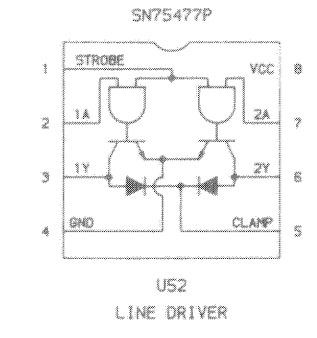 SN75477P
1 STROBE VCC 8
2 1A 2A 7
3 1Y 2Y 6
4 GND CLAMP 5
U52
LINE DRIVER